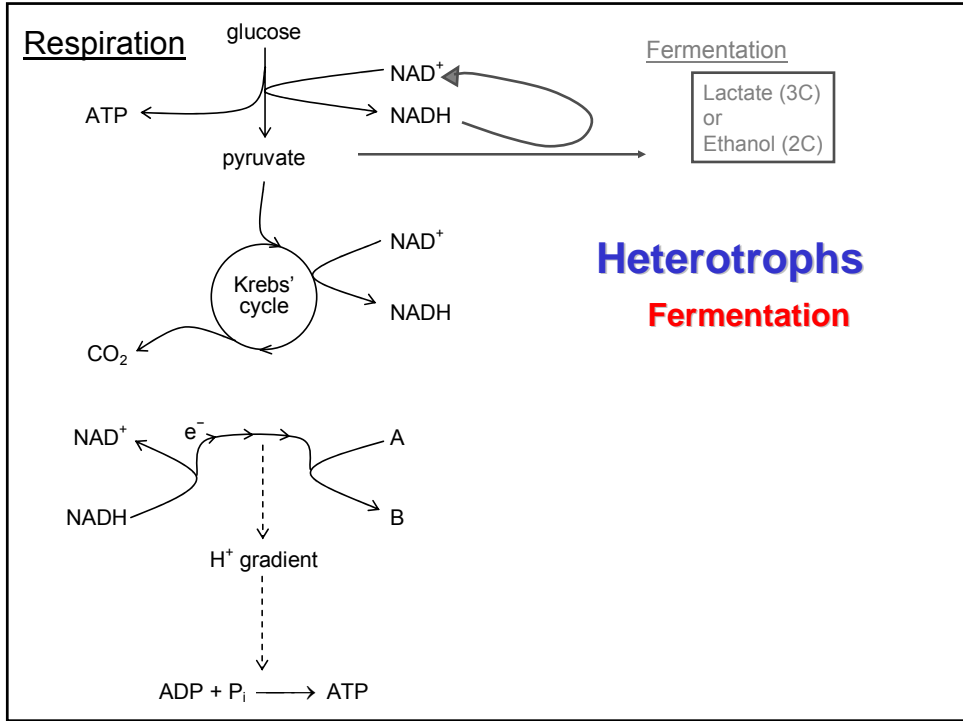 Respiration
glucose
NAD⁺
ATP
NADH
pyruvate
Fermentation
Lactate (3C)
or
Ethanol (2C)
Krebs'
cycle
NAD⁺
NADH
CO₂
Heterotrophs
Fermentation
NAD⁺
e⁻
A
NADH
B
H⁺ gradient
ADP + Pᵢ → ATP